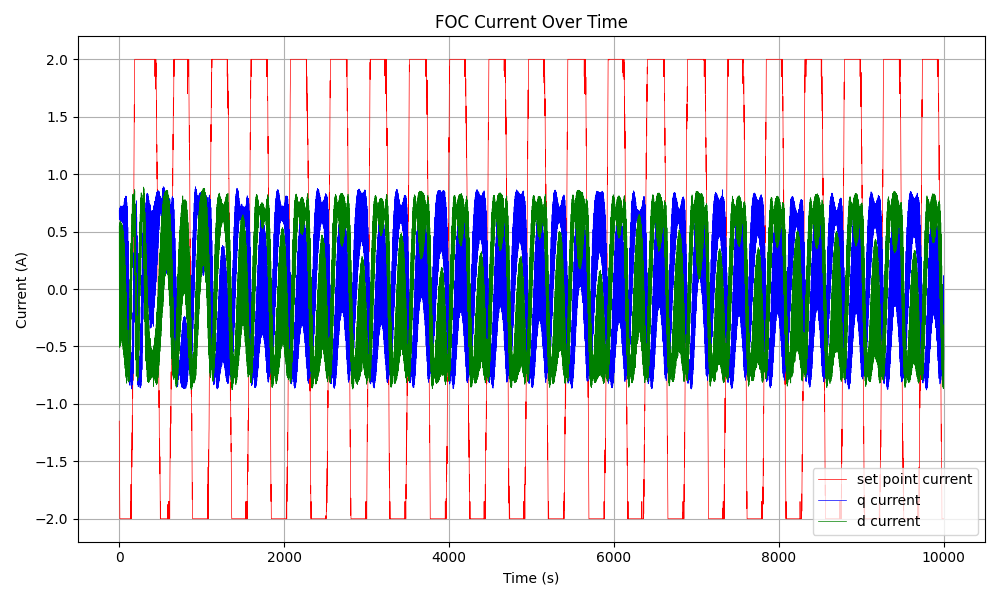 FOC Current Over Time
Current (A)
2.0
1.5
1.0
0.5
0.0
−0.5
−1.0
−1.5
−2.0
set point current
q current
d current
0
2000
4000
6000
8000
10000
Time (s)